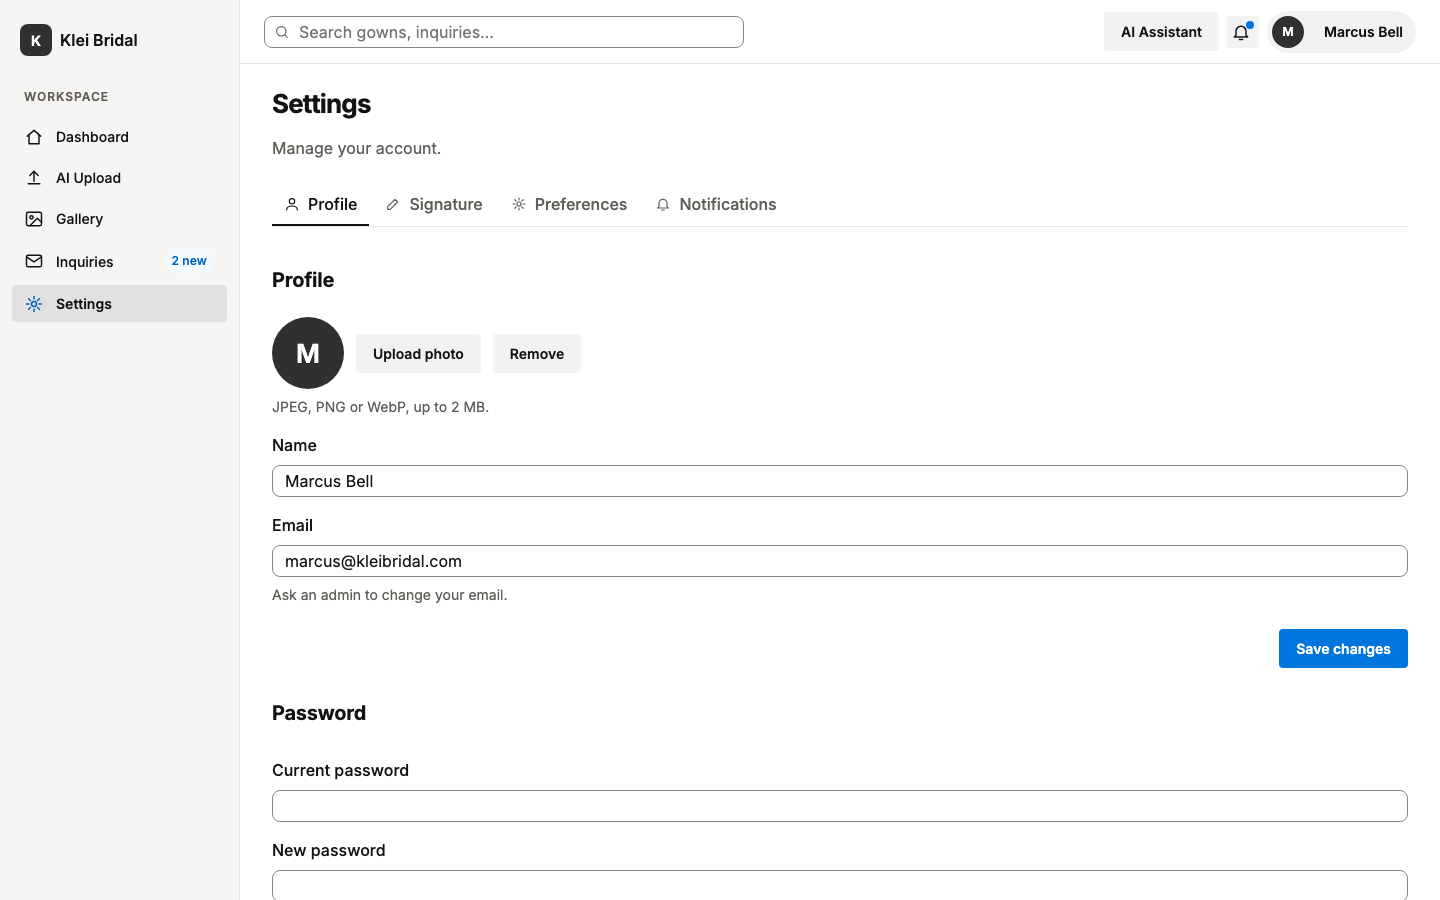 K Klei Bridal
WORKSPACE
Dashboard
AI Upload
Gallery
Inquiries 2 new
Settings
Search gowns, inquiries...
AI Assistant
M Marcus Bell
Settings
Manage your account.
Profile Signature Preferences Notifications
Profile
M
Upload photo Remove
JPEG, PNG or WebP, up to 2 MB.
Name
Marcus Bell
Email
marcus@kleibridal.com
Ask an admin to change your email.
Save changes
Password
Current password
New password